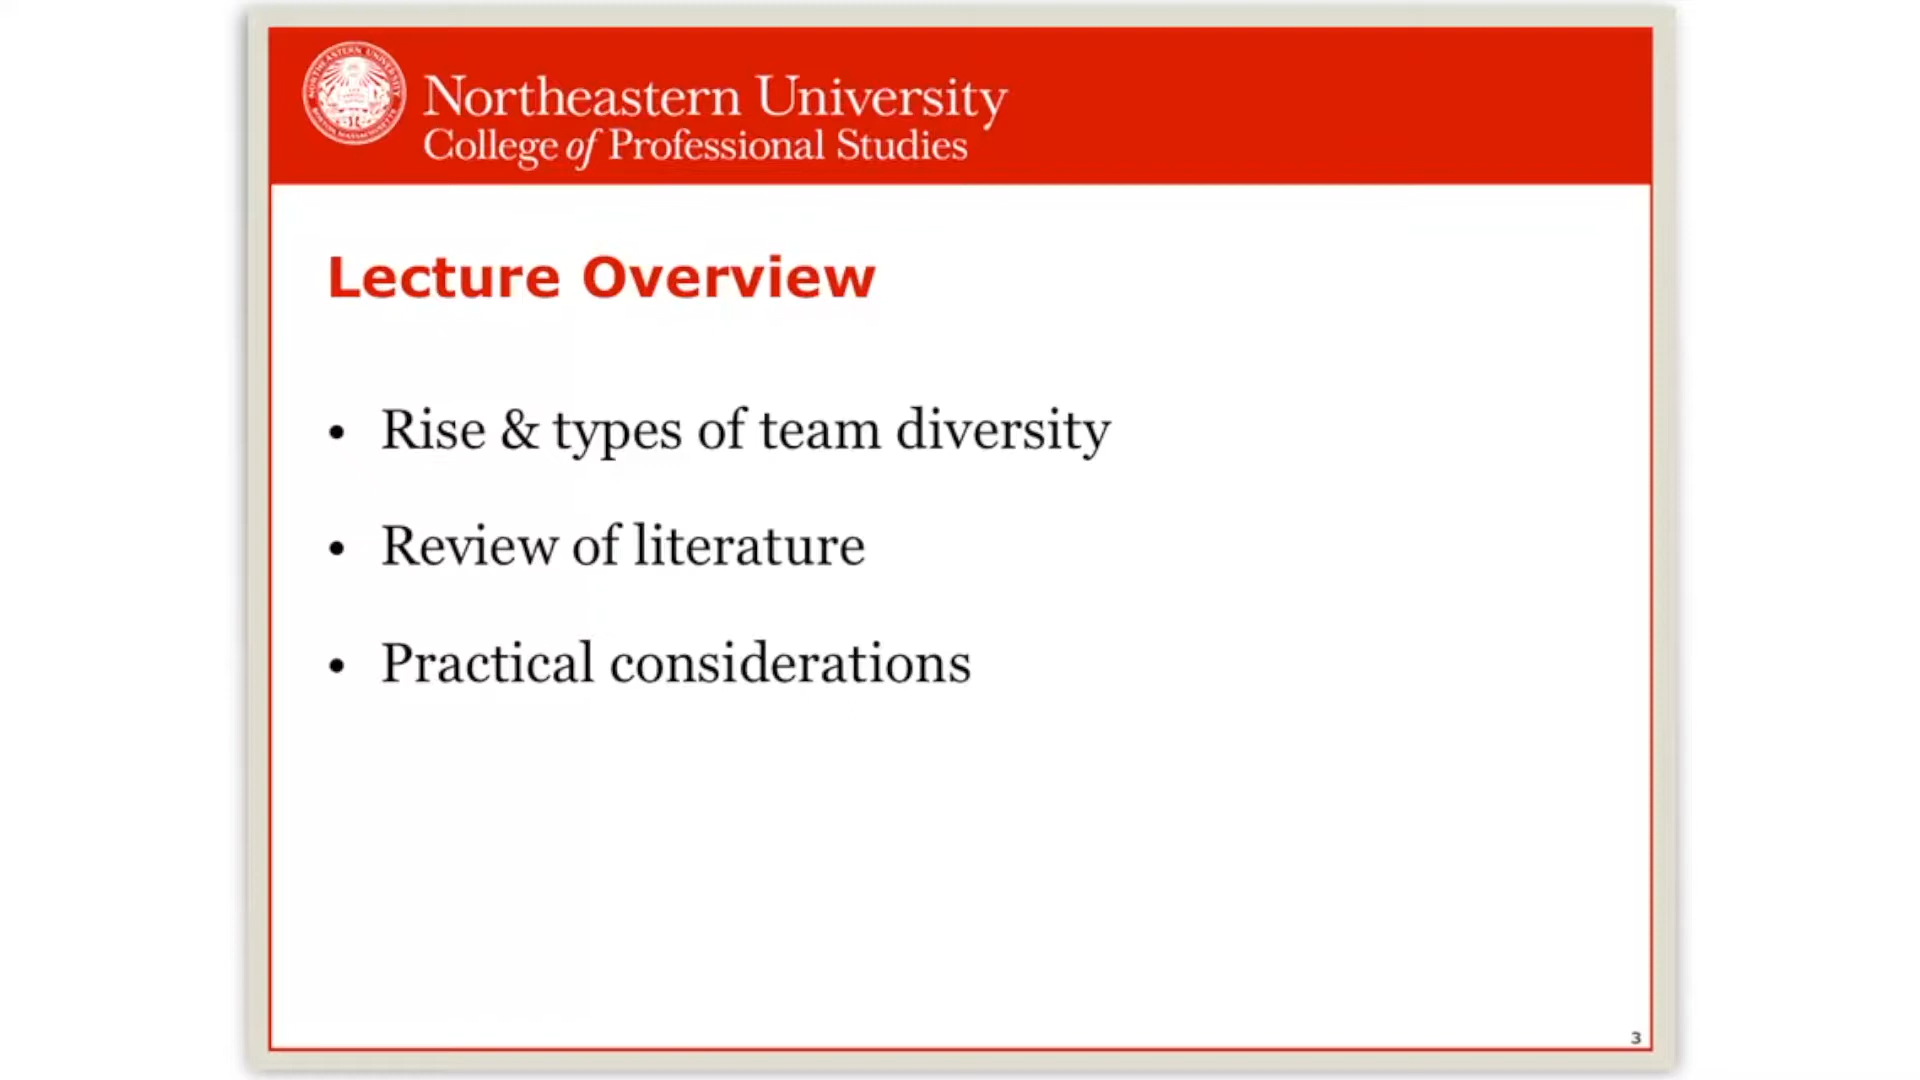 Northeastern University
College of Professional Studies
Lecture Overview
• Rise & types of team diversity
• Review of literature
• Practical considerations
3